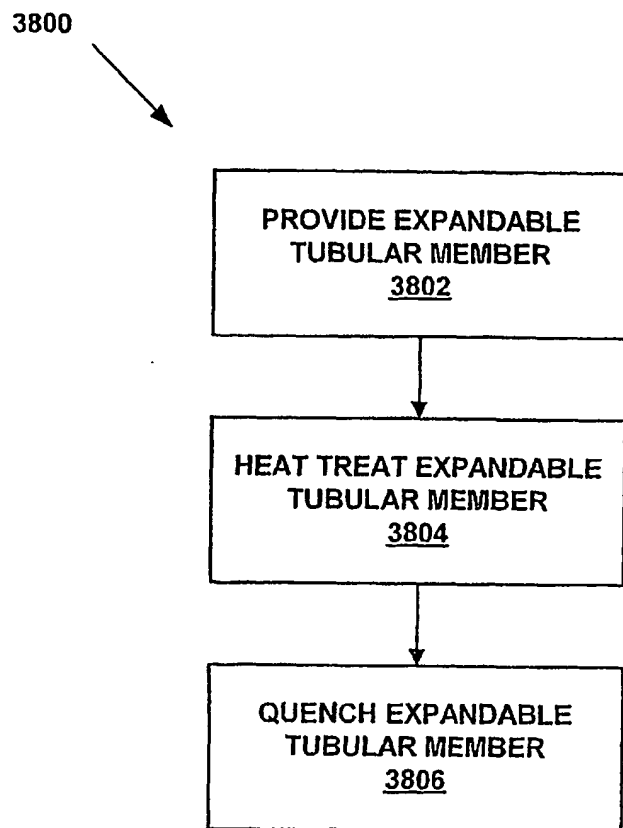 3800
PROVIDE EXPANDABLE
TUBULAR MEMBER
3802
HEAT TREAT EXPANDABLE
TUBULAR MEMBER
3804
QUENCH EXPANDABLE
TUBULAR MEMBER
3806